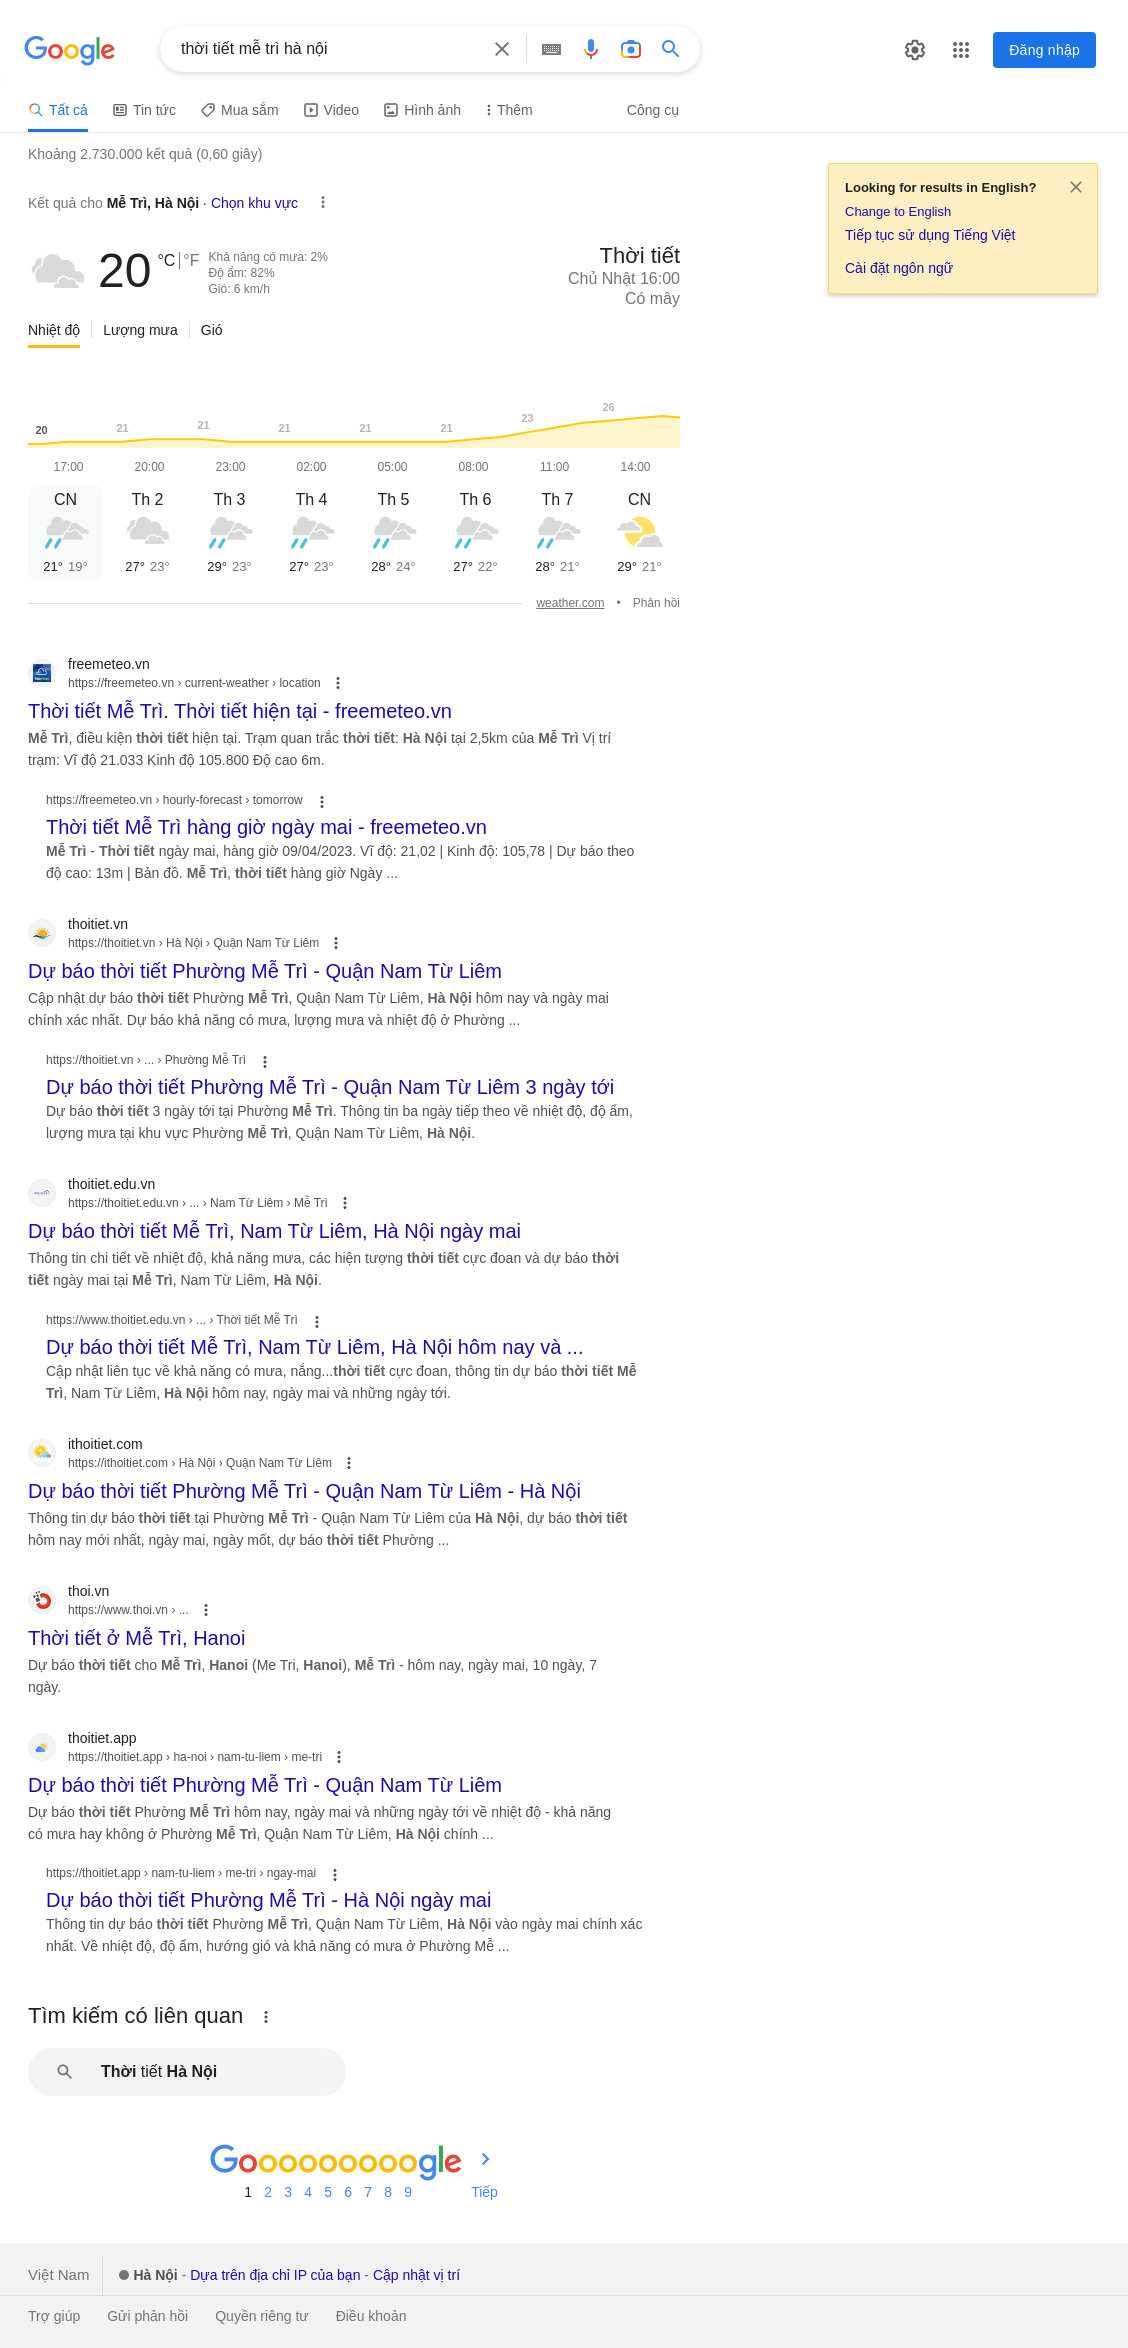 Google
thời tiết mễ trì hà nội
Đăng nhập
Tất cả
Tin tức
Mua sắm
Video
Hình ảnh
Thêm
Công cụ
Khoảng 2.730.000 kết quả (0,60 giây)
Looking for results in English?
Change to English
Tiếp tục sử dụng Tiếng Việt
Cài đặt ngôn ngữ
Kết quả cho Mễ Trì, Hà Nội · Chọn khu vực
20 °C | °F
Khả năng có mưa: 2%
Độ ẩm: 82%
Gió: 6 km/h
Thời tiết
Chủ Nhật 16:00
Có mây
Nhiệt độ
Lượng mưa
Gió
20 21 21 21 21 21 23 26
17:00 20:00 23:00 02:00 05:00 08:00 11:00 14:00
CN Th 2 Th 3 Th 4 Th 5 Th 6 Th 7 CN
21° 19° 27° 23° 29° 23° 27° 23° 28° 24° 27° 22° 28° 21° 29° 21°
weather.com • Phản hồi
freemeteo.vn
https://freemeteo.vn › current-weather › location
Thời tiết Mễ Trì. Thời tiết hiện tại - freemeteo.vn
Mễ Trì, điều kiện thời tiết hiện tại. Trạm quan trắc thời tiết: Hà Nội tại 2,5km của Mễ Trì Vị trí
trạm: Vĩ độ 21.033 Kinh độ 105.800 Độ cao 6m.
https://freemeteo.vn › hourly-forecast › tomorrow
Thời tiết Mễ Trì hàng giờ ngày mai - freemeteo.vn
Mễ Trì - Thời tiết ngày mai, hàng giờ 09/04/2023. Vĩ độ: 21,02 | Kinh độ: 105,78 | Dự báo theo
độ cao: 13m | Bản đồ. Mễ Trì, thời tiết hàng giờ Ngày ...
thoitiet.vn
https://thoitiet.vn › Hà Nội › Quận Nam Từ Liêm
Dự báo thời tiết Phường Mễ Trì - Quận Nam Từ Liêm
Cập nhật dự báo thời tiết Phường Mễ Trì, Quận Nam Từ Liêm, Hà Nội hôm nay và ngày mai
chính xác nhất. Dự báo khả năng có mưa, lượng mưa và nhiệt độ ở Phường ...
https://thoitiet.vn › ... › Phường Mễ Trì
Dự báo thời tiết Phường Mễ Trì - Quận Nam Từ Liêm 3 ngày tới
Dự báo thời tiết 3 ngày tới tại Phường Mễ Trì. Thông tin ba ngày tiếp theo về nhiệt độ, độ ẩm,
lượng mưa tại khu vực Phường Mễ Trì, Quận Nam Từ Liêm, Hà Nội.
thoitiet.edu.vn
https://thoitiet.edu.vn › ... › Nam Từ Liêm › Mễ Trì
Dự báo thời tiết Mễ Trì, Nam Từ Liêm, Hà Nội ngày mai
Thông tin chi tiết về nhiệt độ, khả năng mưa, các hiện tượng thời tiết cực đoan và dự báo thời
tiết ngày mai tại Mễ Trì, Nam Từ Liêm, Hà Nội.
https://www.thoitiet.edu.vn › ... › Thời tiết Mễ Trì
Dự báo thời tiết Mễ Trì, Nam Từ Liêm, Hà Nội hôm nay và ...
Cập nhật liên tục về khả năng có mưa, nắng...thời tiết cực đoan, thông tin dự báo thời tiết Mễ
Trì, Nam Từ Liêm, Hà Nội hôm nay, ngày mai và những ngày tới.
ithoitiet.com
https://ithoitiet.com › Hà Nội › Quận Nam Từ Liêm
Dự báo thời tiết Phường Mễ Trì - Quận Nam Từ Liêm - Hà Nội
Thông tin dự báo thời tiết tại Phường Mễ Trì - Quận Nam Từ Liêm của Hà Nội, dự báo thời tiết
hôm nay mới nhất, ngày mai, ngày mốt, dự báo thời tiết Phường ...
thoi.vn
https://www.thoi.vn › ...
Thời tiết ở Mễ Trì, Hanoi
Dự báo thời tiết cho Mễ Trì, Hanoi (Me Tri, Hanoi), Mễ Trì - hôm nay, ngày mai, 10 ngày, 7
ngày.
thoitiet.app
https://thoitiet.app › ha-noi › nam-tu-liem › me-tri
Dự báo thời tiết Phường Mễ Trì - Quận Nam Từ Liêm
Dự báo thời tiết Phường Mễ Trì hôm nay, ngày mai và những ngày tới về nhiệt độ - khả năng
có mưa hay không ở Phường Mễ Trì, Quận Nam Từ Liêm, Hà Nội chính ...
https://thoitiet.app › nam-tu-liem › me-tri › ngay-mai
Dự báo thời tiết Phường Mễ Trì - Hà Nội ngày mai
Thông tin dự báo thời tiết Phường Mễ Trì, Quận Nam Từ Liêm, Hà Nội vào ngày mai chính xác
nhất. Về nhiệt độ, độ ẩm, hướng gió và khả năng có mưa ở Phường Mễ ...
Tìm kiếm có liên quan
Thời tiết Hà Nội
Gooooooooogle
1 2 3 4 5 6 7 8 9 Tiếp
Việt Nam
Hà Nội - Dựa trên địa chỉ IP của bạn - Cập nhật vị trí
Trợ giúp
Gửi phản hồi
Quyền riêng tư
Điều khoản